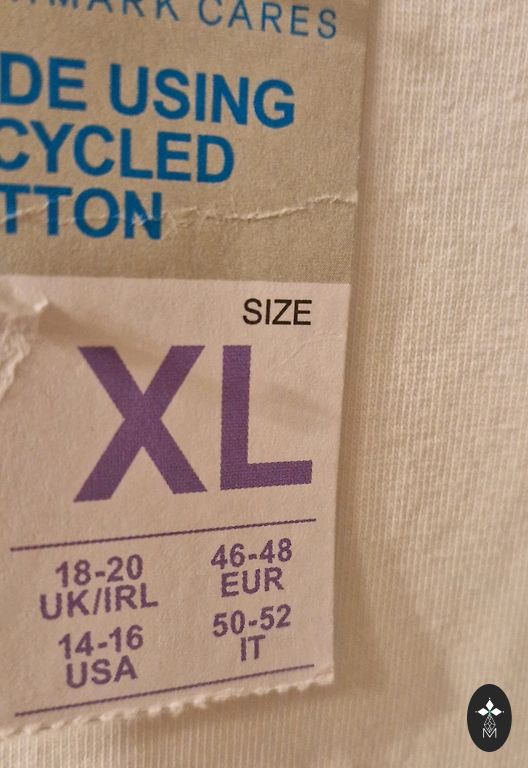 MARK CARES
DE USING
CYCLED
TTON
SIZE
XL
18-20
UK/IRL
46-48
EUR
14-16
USA
50-52
IT
M